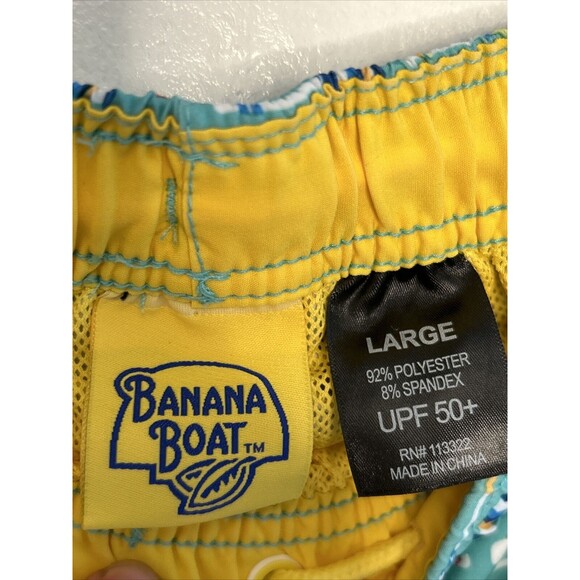 BANANA
BOAT™
LARGE
92% POLYESTER
8% SPANDEX
UPF 50+
RN# 113322
MADE IN CHINA